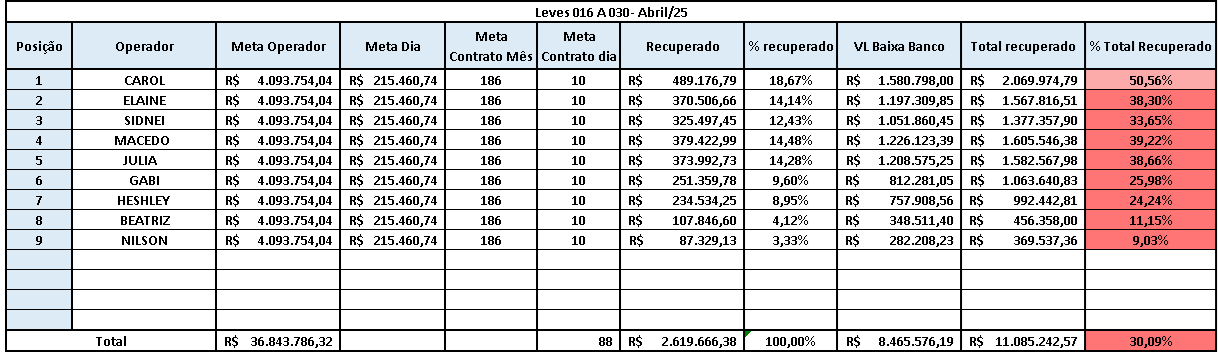 Leves 016 A 030- Abril/25
Posição Operador Meta Operador Meta Dia Meta Contrato Mês Meta Contrato dia Recuperado % recuperado VL Baixa Banco Total recuperado % Total Recuperado
1 CAROL R$ 4.093.754,04 R$ 215.460,74 186 10 R$ 489.176,79 18,67% R$ 1.580.798,00 R$ 2.069.974,79 50,56%
2 ELAINE R$ 4.093.754,04 R$ 215.460,74 186 10 R$ 370.506,66 14,14% R$ 1.197.309,85 R$ 1.567.816,51 38,30%
3 SIDNEI R$ 4.093.754,04 R$ 215.460,74 186 10 R$ 325.497,45 12,43% R$ 1.051.860,45 R$ 1.377.357,90 33,65%
4 MACEDO R$ 4.093.754,04 R$ 215.460,74 186 10 R$ 379.422,99 14,48% R$ 1.226.123,39 R$ 1.605.546,38 39,22%
5 JULIA R$ 4.093.754,04 R$ 215.460,74 186 10 R$ 373.992,73 14,28% R$ 1.208.575,25 R$ 1.582.567,98 38,66%
6 GABI R$ 4.093.754,04 R$ 215.460,74 186 10 R$ 251.359,78 9,60% R$ 812.281,05 R$ 1.063.640,83 25,98%
7 HESHLEY R$ 4.093.754,04 R$ 215.460,74 186 10 R$ 234.534,25 8,95% R$ 757.908,56 R$ 992.442,81 24,24%
8 BEATRIZ R$ 4.093.754,04 R$ 215.460,74 186 10 R$ 107.846,60 4,12% R$ 348.511,40 R$ 456.358,00 11,15%
9 NILSON R$ 4.093.754,04 R$ 215.460,74 186 10 R$ 87.329,13 3,33% R$ 282.208,23 R$ 369.537,36 9,03%
Total R$ 36.843.786,32 88 R$ 2.619.666,38 100,00% R$ 8.465.576,19 R$ 11.085.242,57 30,09%